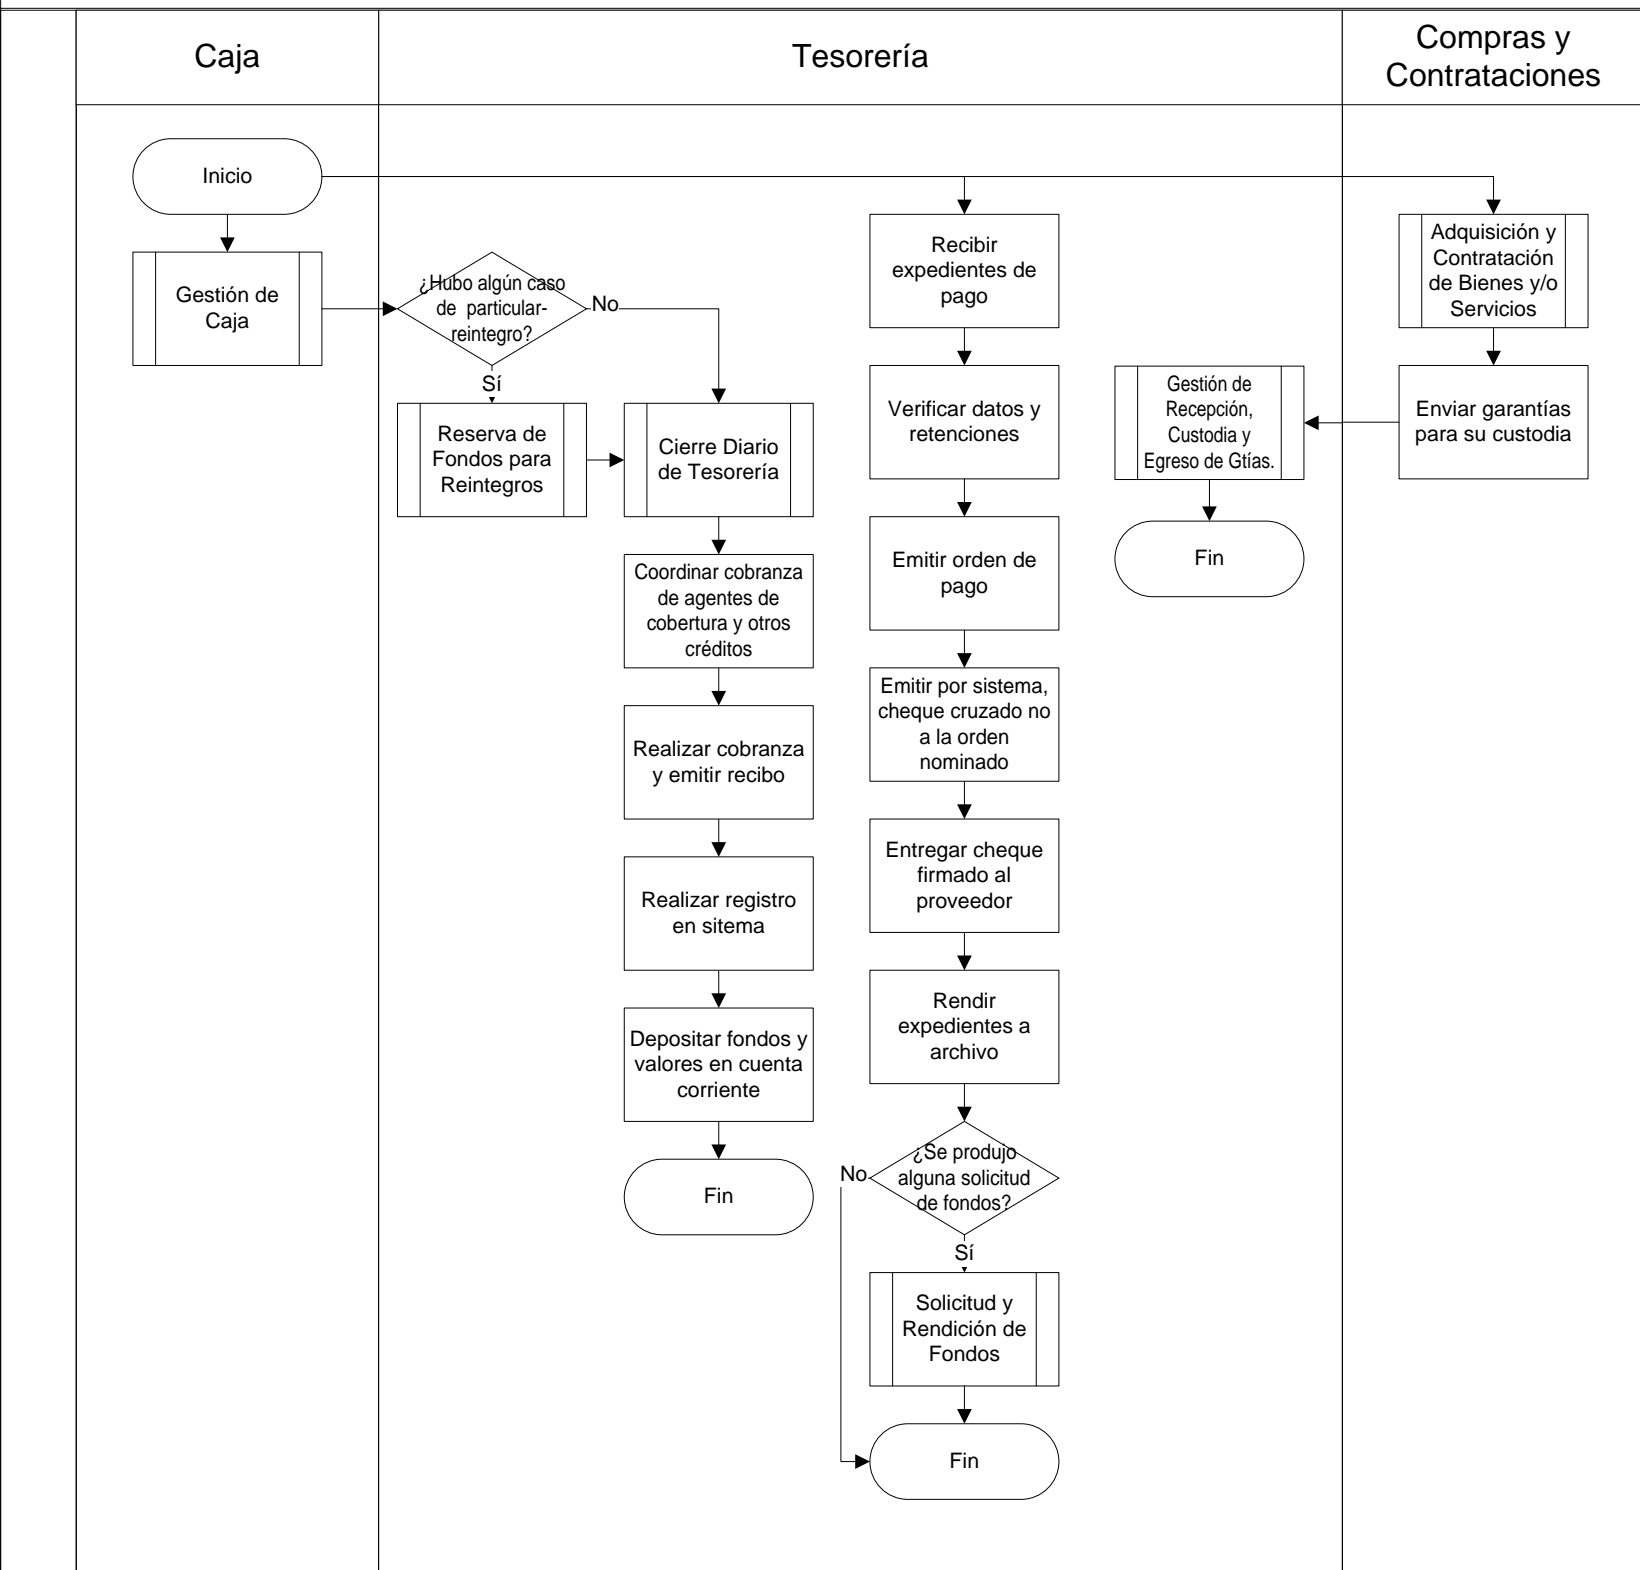 Caja
Tesorería
Compras y
Contrataciones
Inicio
Gestión de
Caja
¿Hubo algún caso
de particular-
reintegro?
No
Sí
Reserva de
Fondos para
Reintegros
Cierre Diario
de Tesorería
Coordinar cobranza
de agentes de
cobertura y otros
créditos
Realizar cobranza
y emitir recibo
Realizar registro
en sitema
Depositar fondos y
valores en cuenta
corriente
Fin
Recibir
expedientes de
pago
Verificar datos y
retenciones
Emitir orden de
pago
Emitir por sistema,
cheque cruzado no
a la orden
nominado
Entregar cheque
firmado al
proveedor
Rendir
expedientes a
archivo
¿Se produjo
alguna solicitud
de fondos?
No
Sí
Solicitud y
Rendición de
Fondos
Fin
Adquisición y
Contratación
de Bienes y/o
Servicios
Enviar garantías
para su custodia
Gestión de
Recepción,
Custodia y
Egreso de Gtías.
Fin